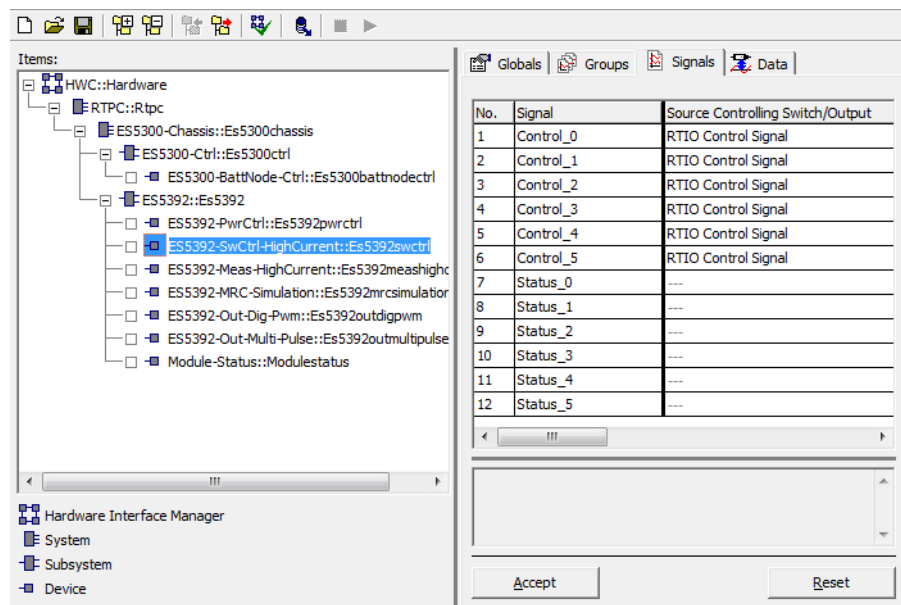 Items:
HWC::Hardware
RTPC::Rtpc
ES5300-Chassis::Es5300chassis
ES5300-Ctrl::Es5300ctrl
ES5300-BattNode-Ctrl::Es5300battnodectrl
ES5392::Es5392
ES5392-PwrCtrl::Es5392pwrctrl
ES5392-SwCtrl-HighCurrent::Es5392swctrl
ES5392-Meas-HighCurrent::Es5392meashighc
ES5392-MRC-Simulation::Es5392mrcsimulation
ES5392-Out-Dig-Pwm::Es5392outdigpwm
ES5392-Out-Multi-Pulse::Es5392outmultipulse
Module-Status::Modulestatus
Hardware Interface Manager
System
Subsystem
Device
Globals Groups Signals Data
No. Signal Source Controlling Switch/Output
1 Control_0 RTIO Control Signal
2 Control_1 RTIO Control Signal
3 Control_2 RTIO Control Signal
4 Control_3 RTIO Control Signal
5 Control_4 RTIO Control Signal
6 Control_5 RTIO Control Signal
7 Status_0 ---
8 Status_1 ---
9 Status_2 ---
10 Status_3 ---
11 Status_4 ---
12 Status_5 ---
Accept Reset